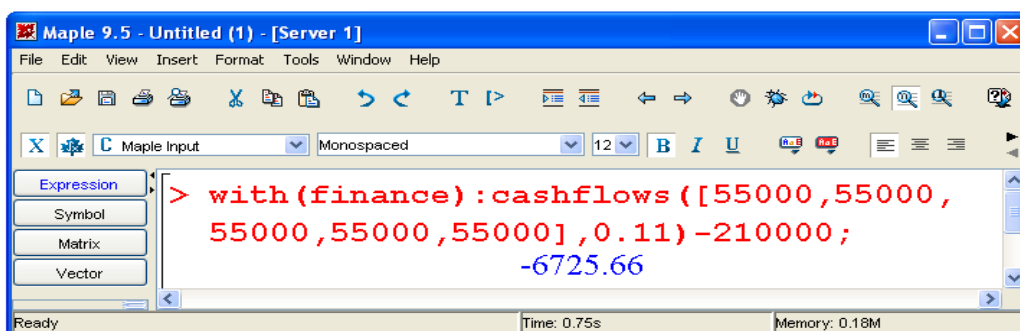 Maple 9.5 - Untitled (1) - [Server 1]
File Edit View Insert Format Tools Window Help
T [>
X C Maple Input Monospaced 12 B I U
Expression
Symbol
Matrix
Vector
> with(finance):cashflows([55000,55000,
55000,55000,55000],0.11)-210000;
-6725.66
Ready Time: 0.75s Memory: 0.18M